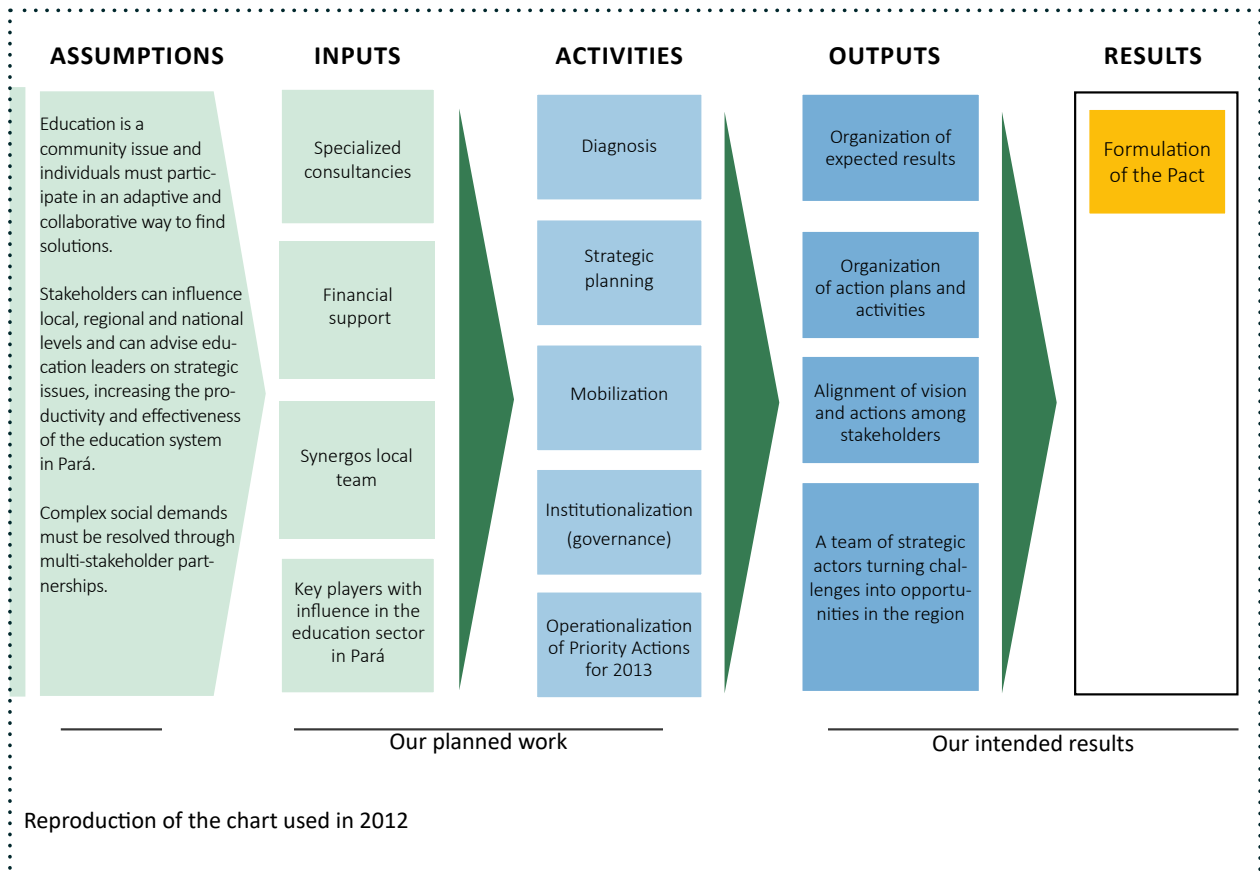 ASSUMPTIONS
Education is a
community issue and
individuals must partic-
ipate in an adaptive and
collaborative way to find
solutions.
Stakeholders can influence
local, regional and national
levels and can advise edu-
cation leaders on strategic
issues, increasing the pro-
ductivity and effectiveness
of the education system
in Pará.
Complex social demands
must be resolved through
multi-stakeholder part-
nerships.
INPUTS
Specialized
consultancies
Financial
support
Synergos local
team
Key players with
influence in the
education sector
in Pará
ACTIVITIES
Diagnosis
Strategic
planning
Mobilization
Institutionalization
(governance)
Operationalization
of Priority Actions
for 2013
OUTPUTS
Organization of
expected results
Organization
of action plans and
activities
Alignment of vision
and actions among
stakeholders
A team of strategic
actors turning chal-
lenges into opportu-
nities in the region
RESULTS
Formulation
of the Pact
Our planned work
Our intended results
Reproduction of the chart used in 2012